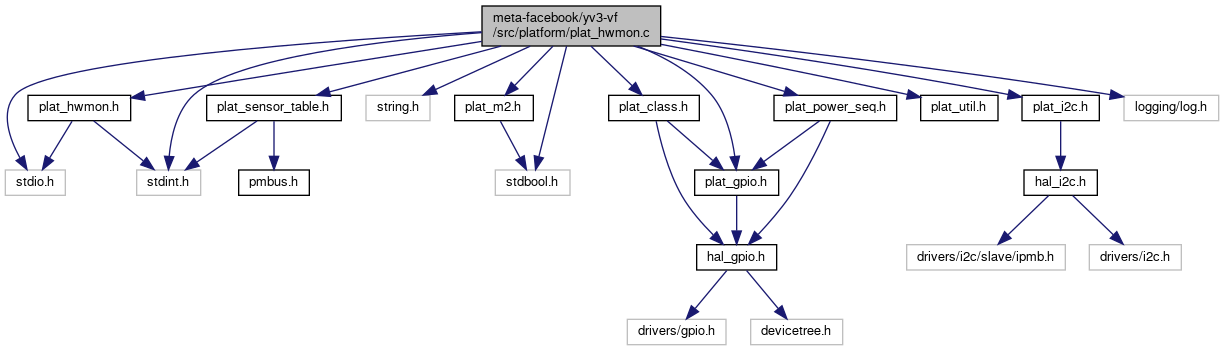 meta-facebook/yv3-vf
/src/platform/plat_hwmon.c
plat_hwmon.h
plat_sensor_table.h
string.h
plat_m2.h
plat_class.h
plat_power_seq.h
plat_util.h
plat_i2c.h
logging/log.h
stdio.h
stdint.h
pmbus.h
stdbool.h
plat_gpio.h
hal_i2c.h
hal_gpio.h
drivers/i2c/slave/ipmb.h
drivers/i2c.h
drivers/gpio.h
devicetree.h